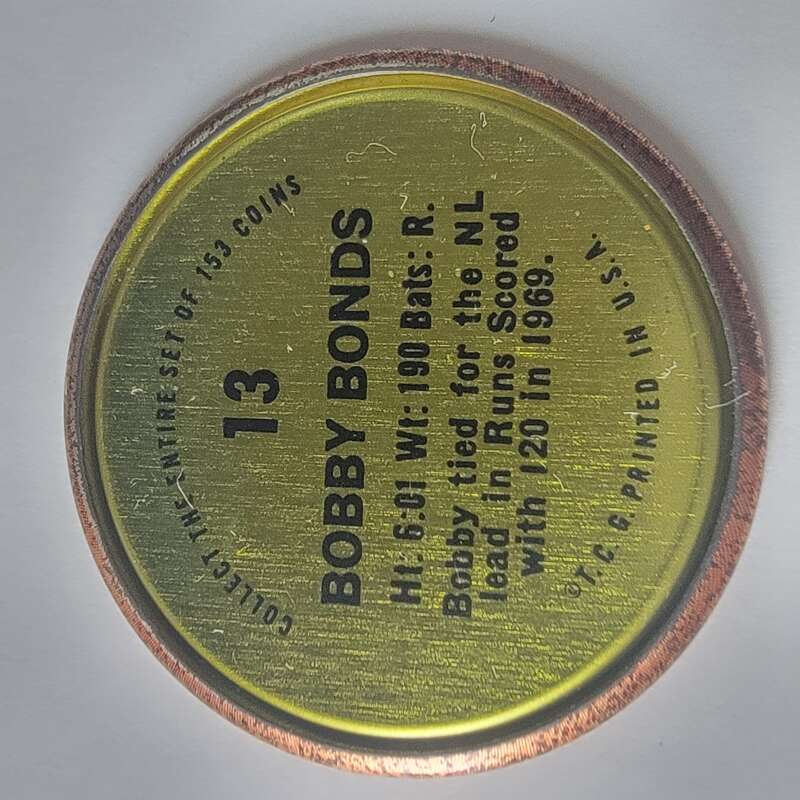 COLLECT THE ENTIRE SET OF 153 COINS
13
BOBBY BONDS
Ht: 6:01 Wt: 190 Bats: R.
Bobby tied for the NL
lead in Runs Scored
with 120 in 1969.
©T. C. G. PRINTED IN U.S.A.